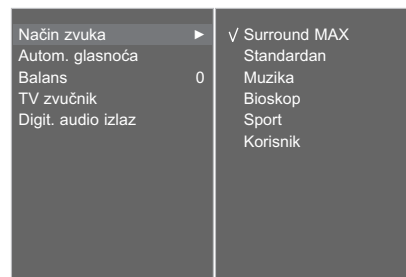 Način zvuka ►
Autom. glasnoća
Balans 0
TV zvučnik
Digit. audio izlaz
√ Surround MAX
Standardan
Muzika
Bioskop
Sport
Korisnik